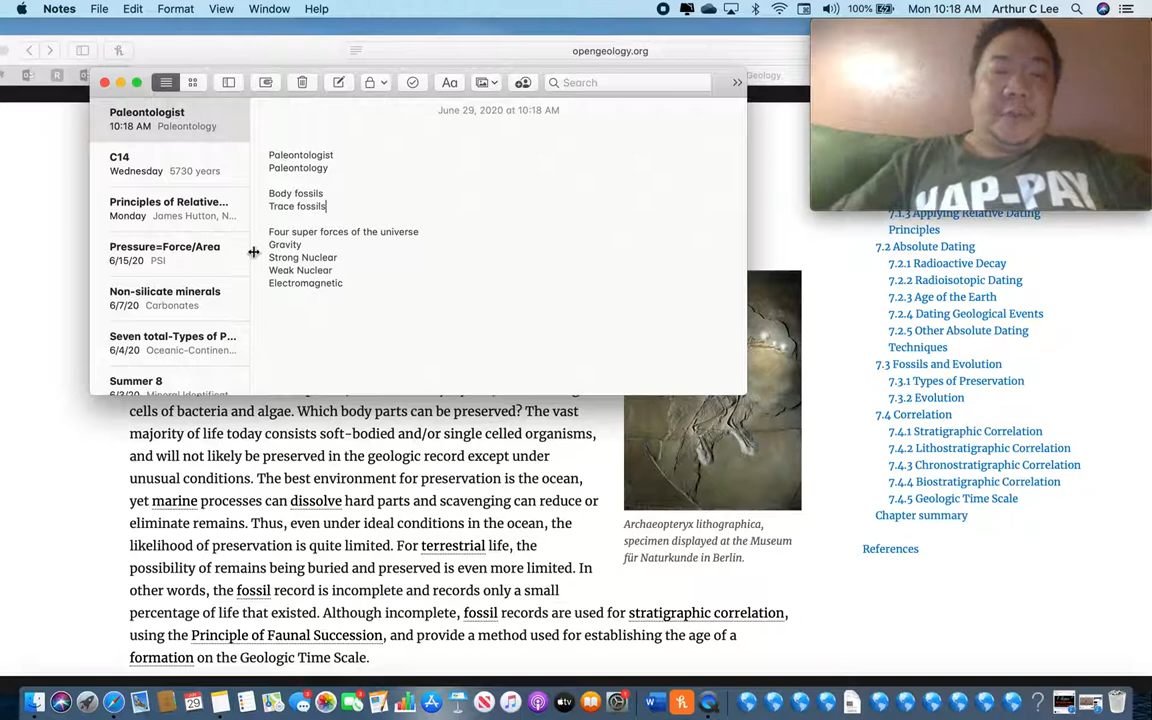 Notes File Edit Format View Window Help
100% Mon 10:18 AM Arthur C Lee
opengeology.org
Geology
Aa Search
Paleontologist
10:18 AM Paleontology
C14
Wednesday 5730 years
Principles of Relative...
Monday James Hutton, N...
Pressure=Force/Area
6/15/20 PSI
Non-silicate minerals
6/7/20 Carbonates
Seven total-Types of P...
6/4/20 Oceanic-Continen...
Summer 8
June 29, 2020 at 10:18 AM
Paleontologist
Paleontology
Body fossils
Trace fossils
Four super forces of the universe
Gravity
Strong Nuclear
Weak Nuclear
Electromagnetic
YAP-PAY
7.1.3 Applying Relative Dating
Principles
7.2 Absolute Dating
7.2.1 Radioactive Decay
7.2.2 Radioisotopic Dating
7.2.3 Age of the Earth
7.2.4 Dating Geological Events
7.2.5 Other Absolute Dating
Techniques
7.3 Fossils and Evolution
7.3.1 Types of Preservation
7.3.2 Evolution
7.4 Correlation
7.4.1 Stratigraphic Correlation
7.4.2 Lithostratigraphic Correlation
7.4.3 Chronostratigraphic Correlation
7.4.4 Biostratigraphic Correlation
7.4.5 Geologic Time Scale
Chapter summary
References
cells of bacteria and algae. Which body parts can be preserved? The vast
majority of life today consists soft-bodied and/or single celled organisms,
and will not likely be preserved in the geologic record except under
unusual conditions. The best environment for preservation is the ocean,
yet marine processes can dissolve hard parts and scavenging can reduce or
eliminate remains. Thus, even under ideal conditions in the ocean, the
likelihood of preservation is quite limited. For terrestrial life, the
possibility of remains being buried and preserved is even more limited. In
other words, the fossil record is incomplete and records only a small
percentage of life that existed. Although incomplete, fossil records are used for stratigraphic correlation,
using the Principle of Faunal Succession, and provide a method used for establishing the age of a
formation on the Geologic Time Scale.
Archaeopteryx lithographica,
specimen displayed at the Museum
für Naturkunde in Berlin.